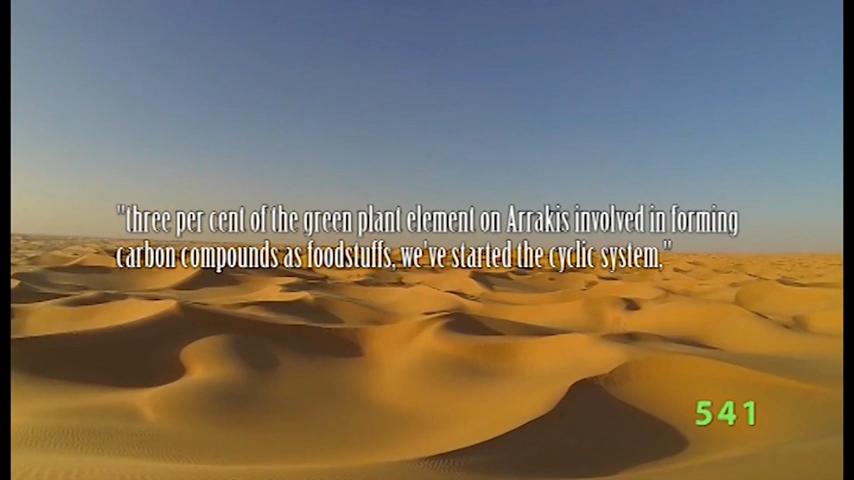 "three per cent of the green plant element on Arrakis involved in forming
carbon compounds as foodstuffs, we've started the cyclic system."
541